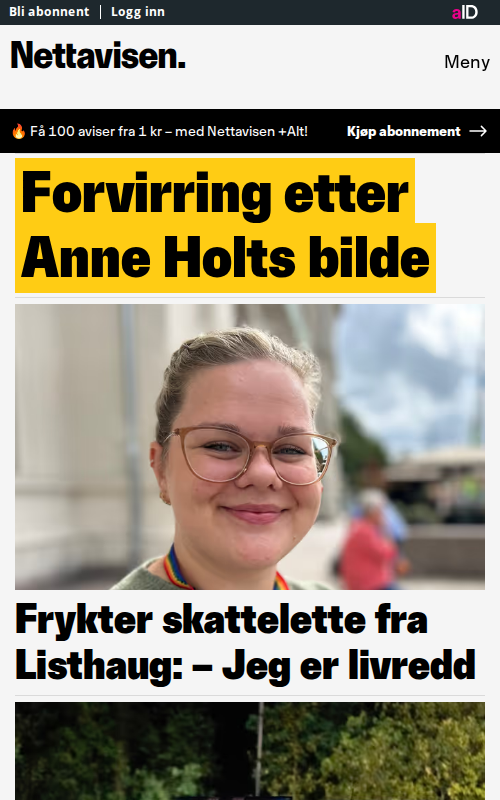 Bli abonnent | Logg inn
aID
Nettavisen.
Meny
🔥 Få 100 aviser fra 1 kr – med Nettavisen +Alt!
Kjøp abonnement →
Forvirring etter
Anne Holts bilde
Frykter skattelette fra
Listhaug: – Jeg er livredd